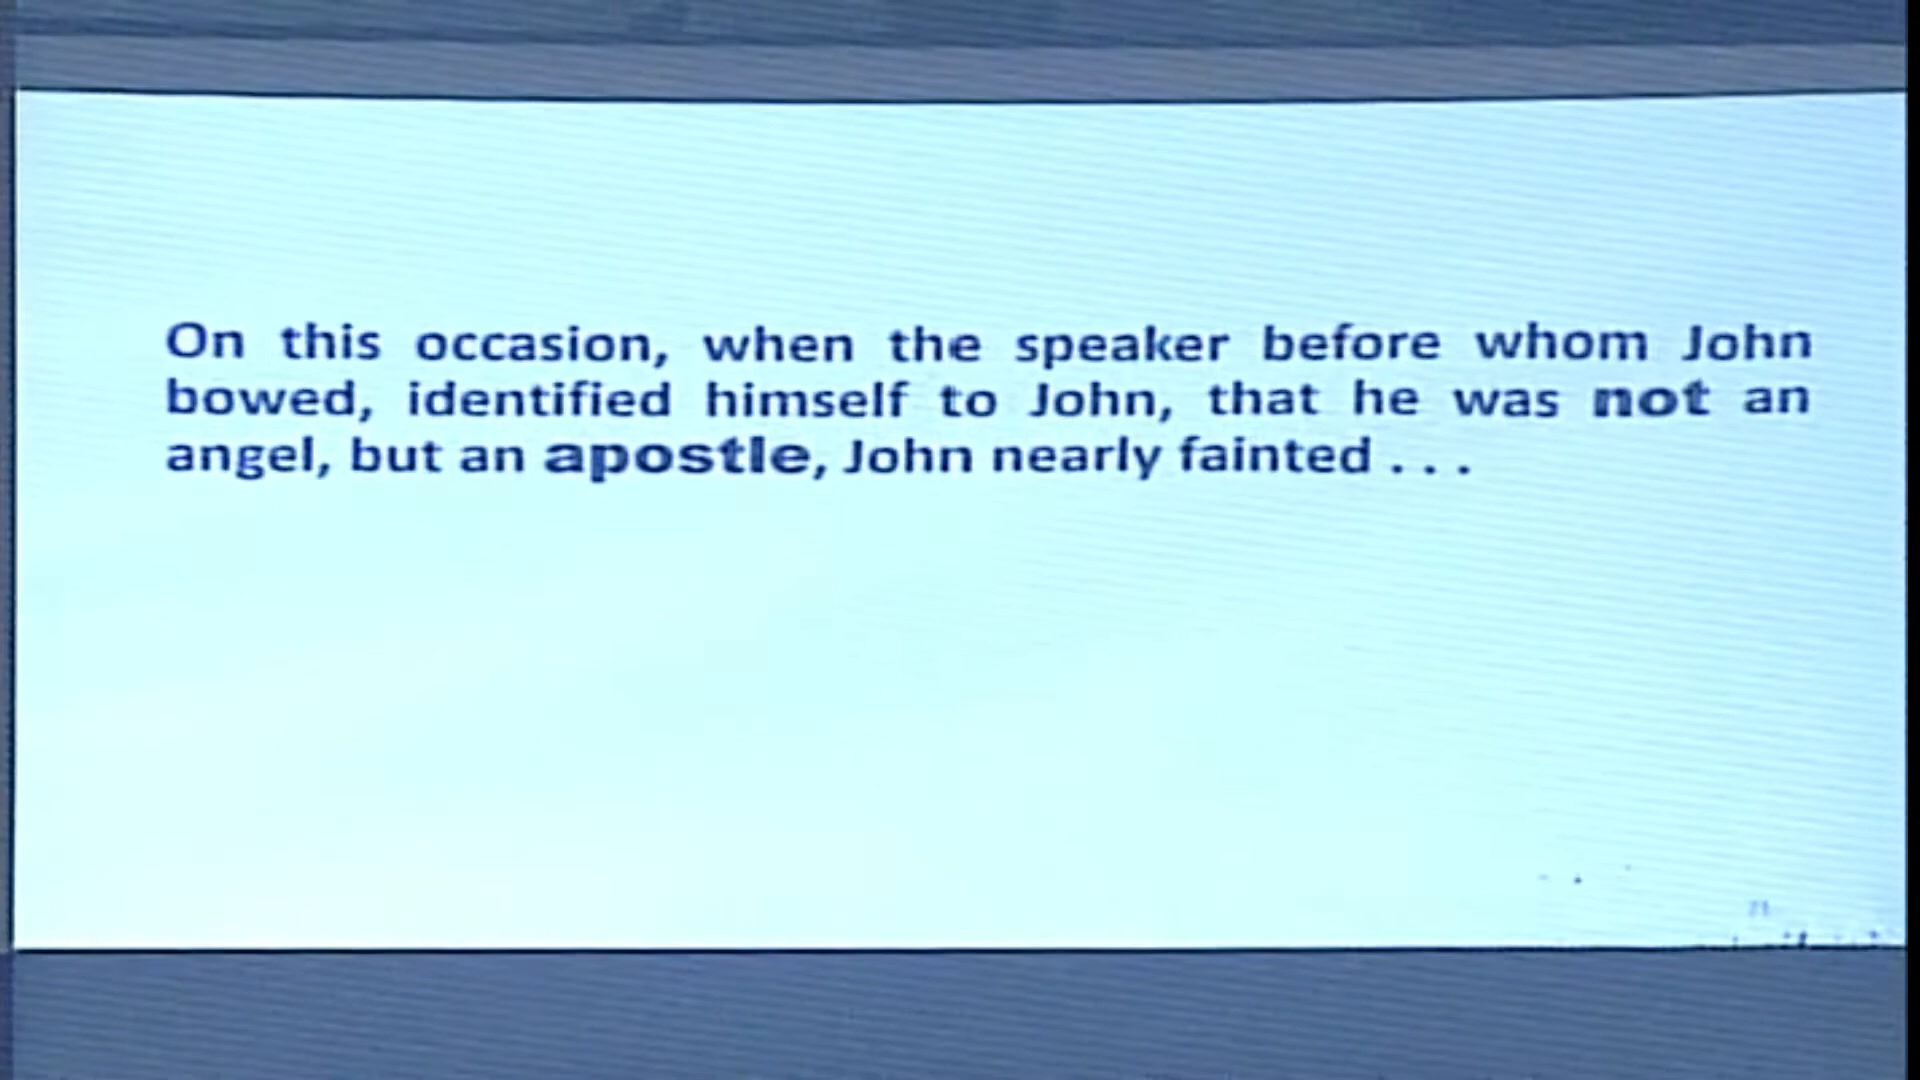 On this occasion, when the speaker before whom John
bowed, identified himself to John, that he was not an
angel, but an apostle, John nearly fainted . . .